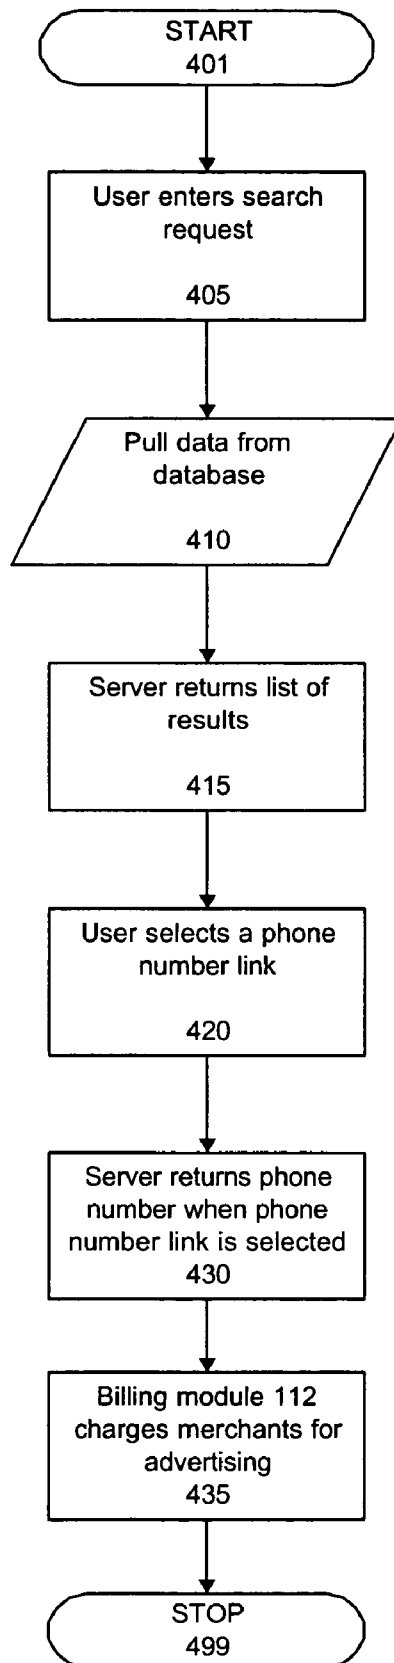 START
401
User enters search
request
405
Pull data from
database
410
Server returns list of
results
415
User selects a phone
number link
420
Server returns phone
number when phone
number link is selected
430
Billing module 112
charges merchants for
advertising
435
STOP
499